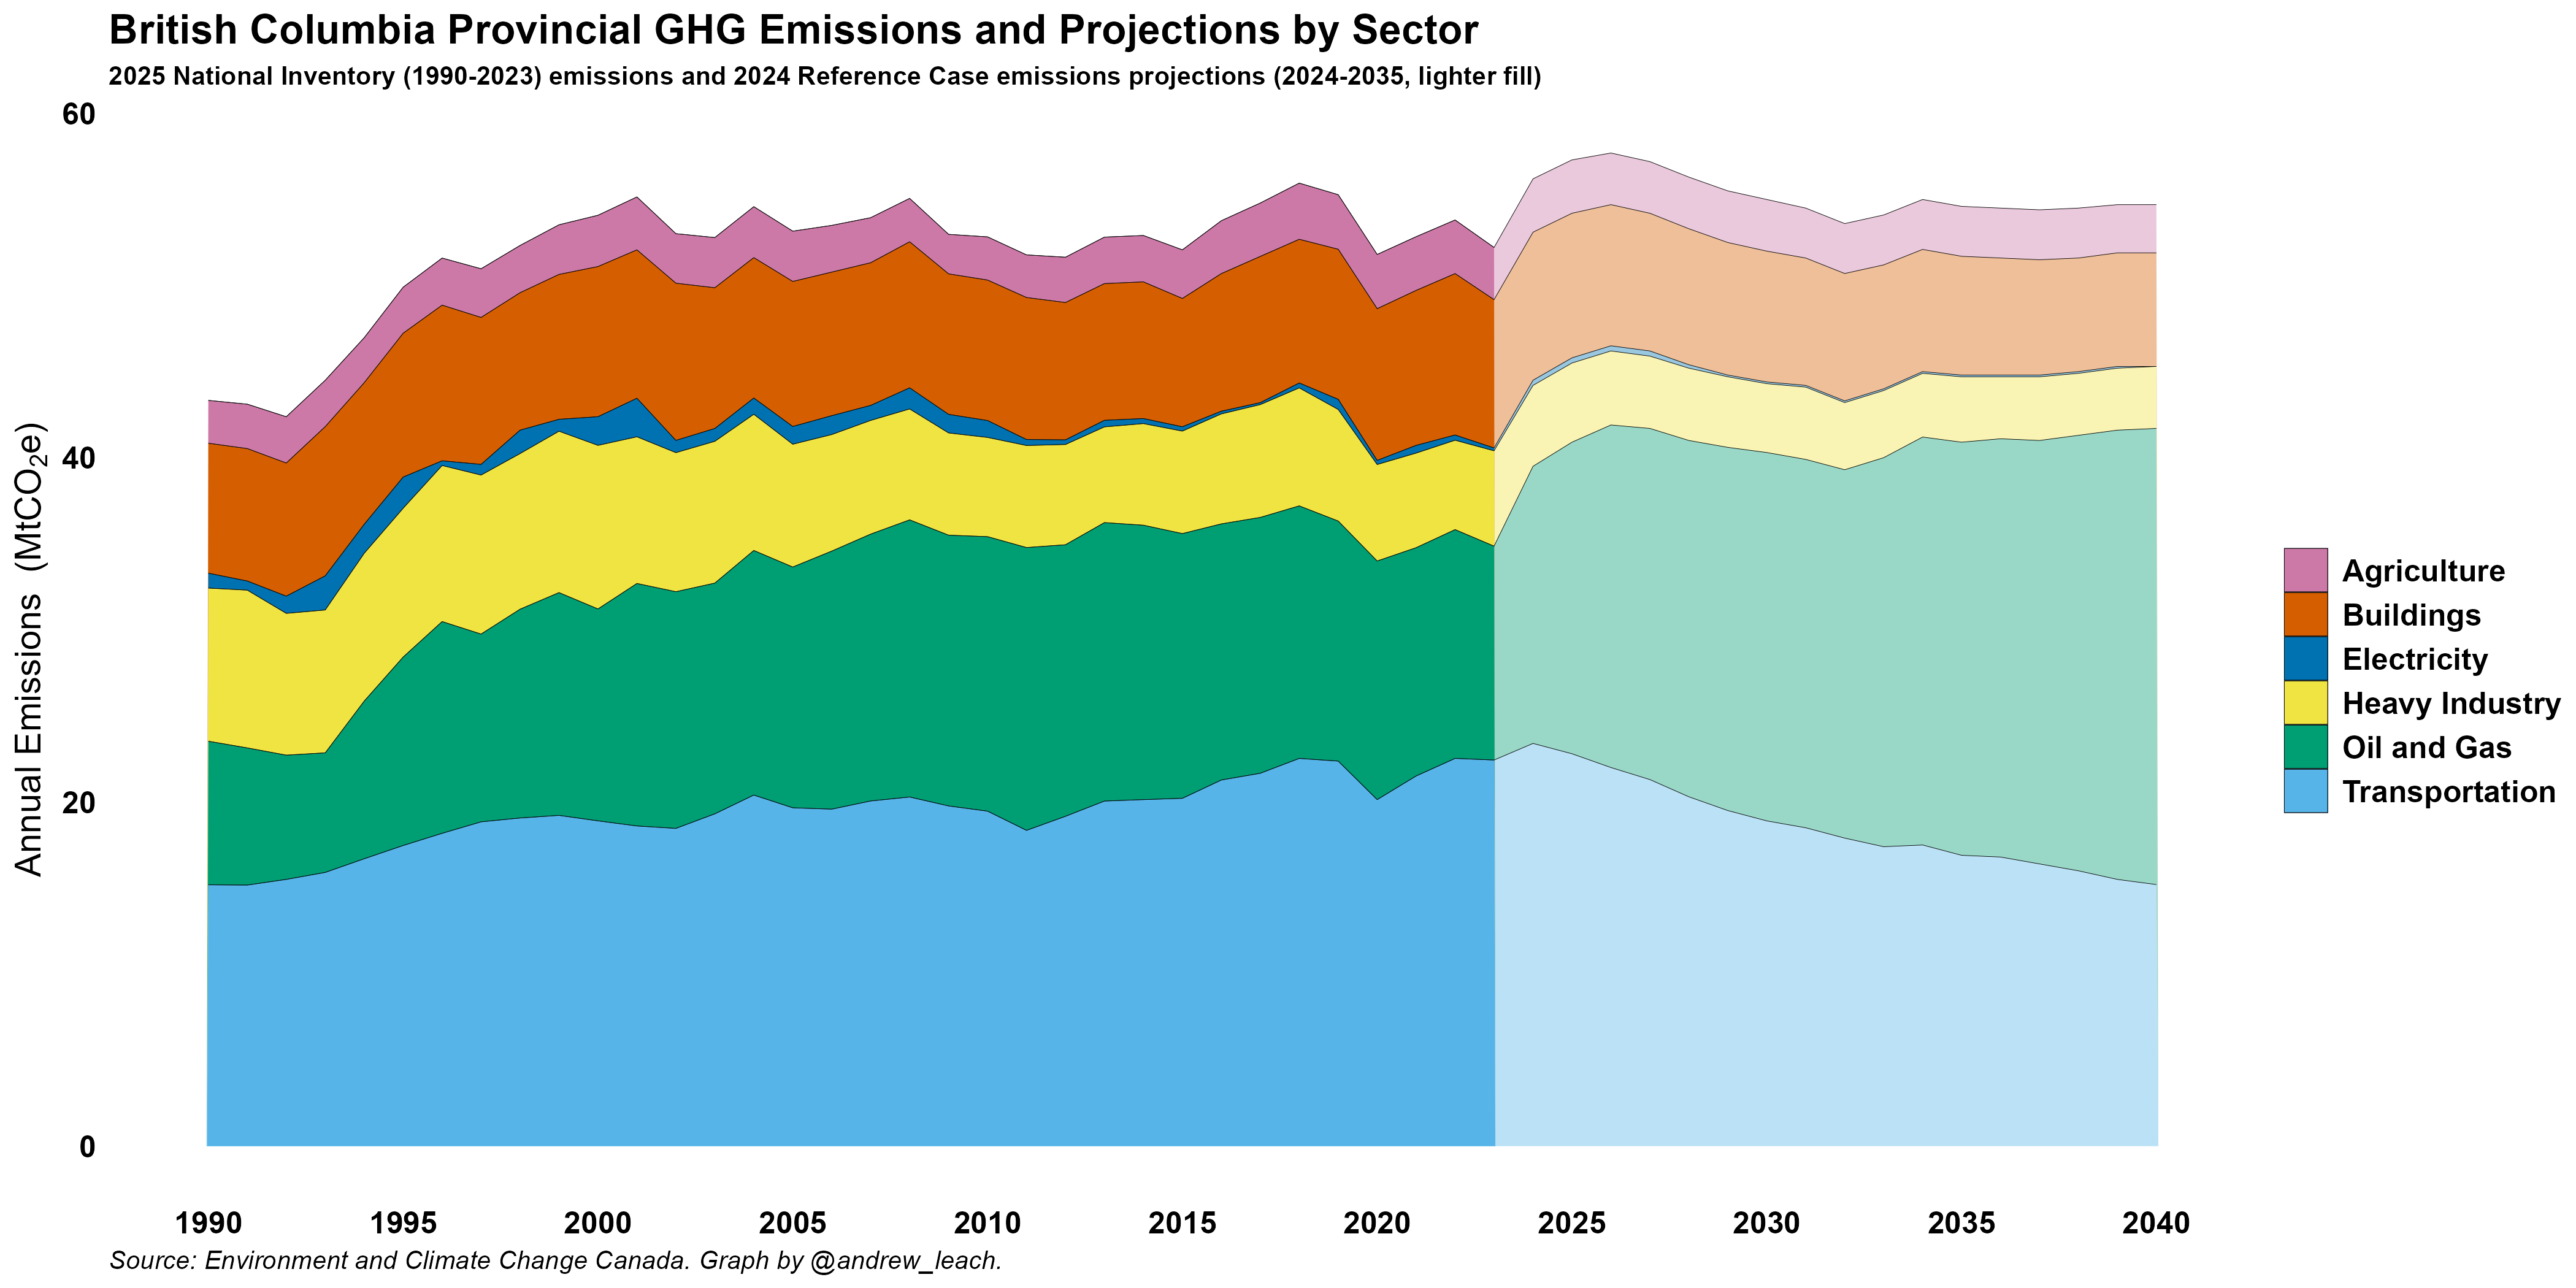 British Columbia Provincial GHG Emissions and Projections by Sector
2025 National Inventory (1990-2023) emissions and 2024 Reference Case emissions projections (2024-2035, lighter fill)
60
40
20
0
Annual Emissions (MtCO₂e)
Agriculture
Buildings
Electricity
Heavy Industry
Oil and Gas
Transportation
1990 1995 2000 2005 2010 2015 2020 2025 2030 2035 2040
Source: Environment and Climate Change Canada. Graph by @andrew_leach.